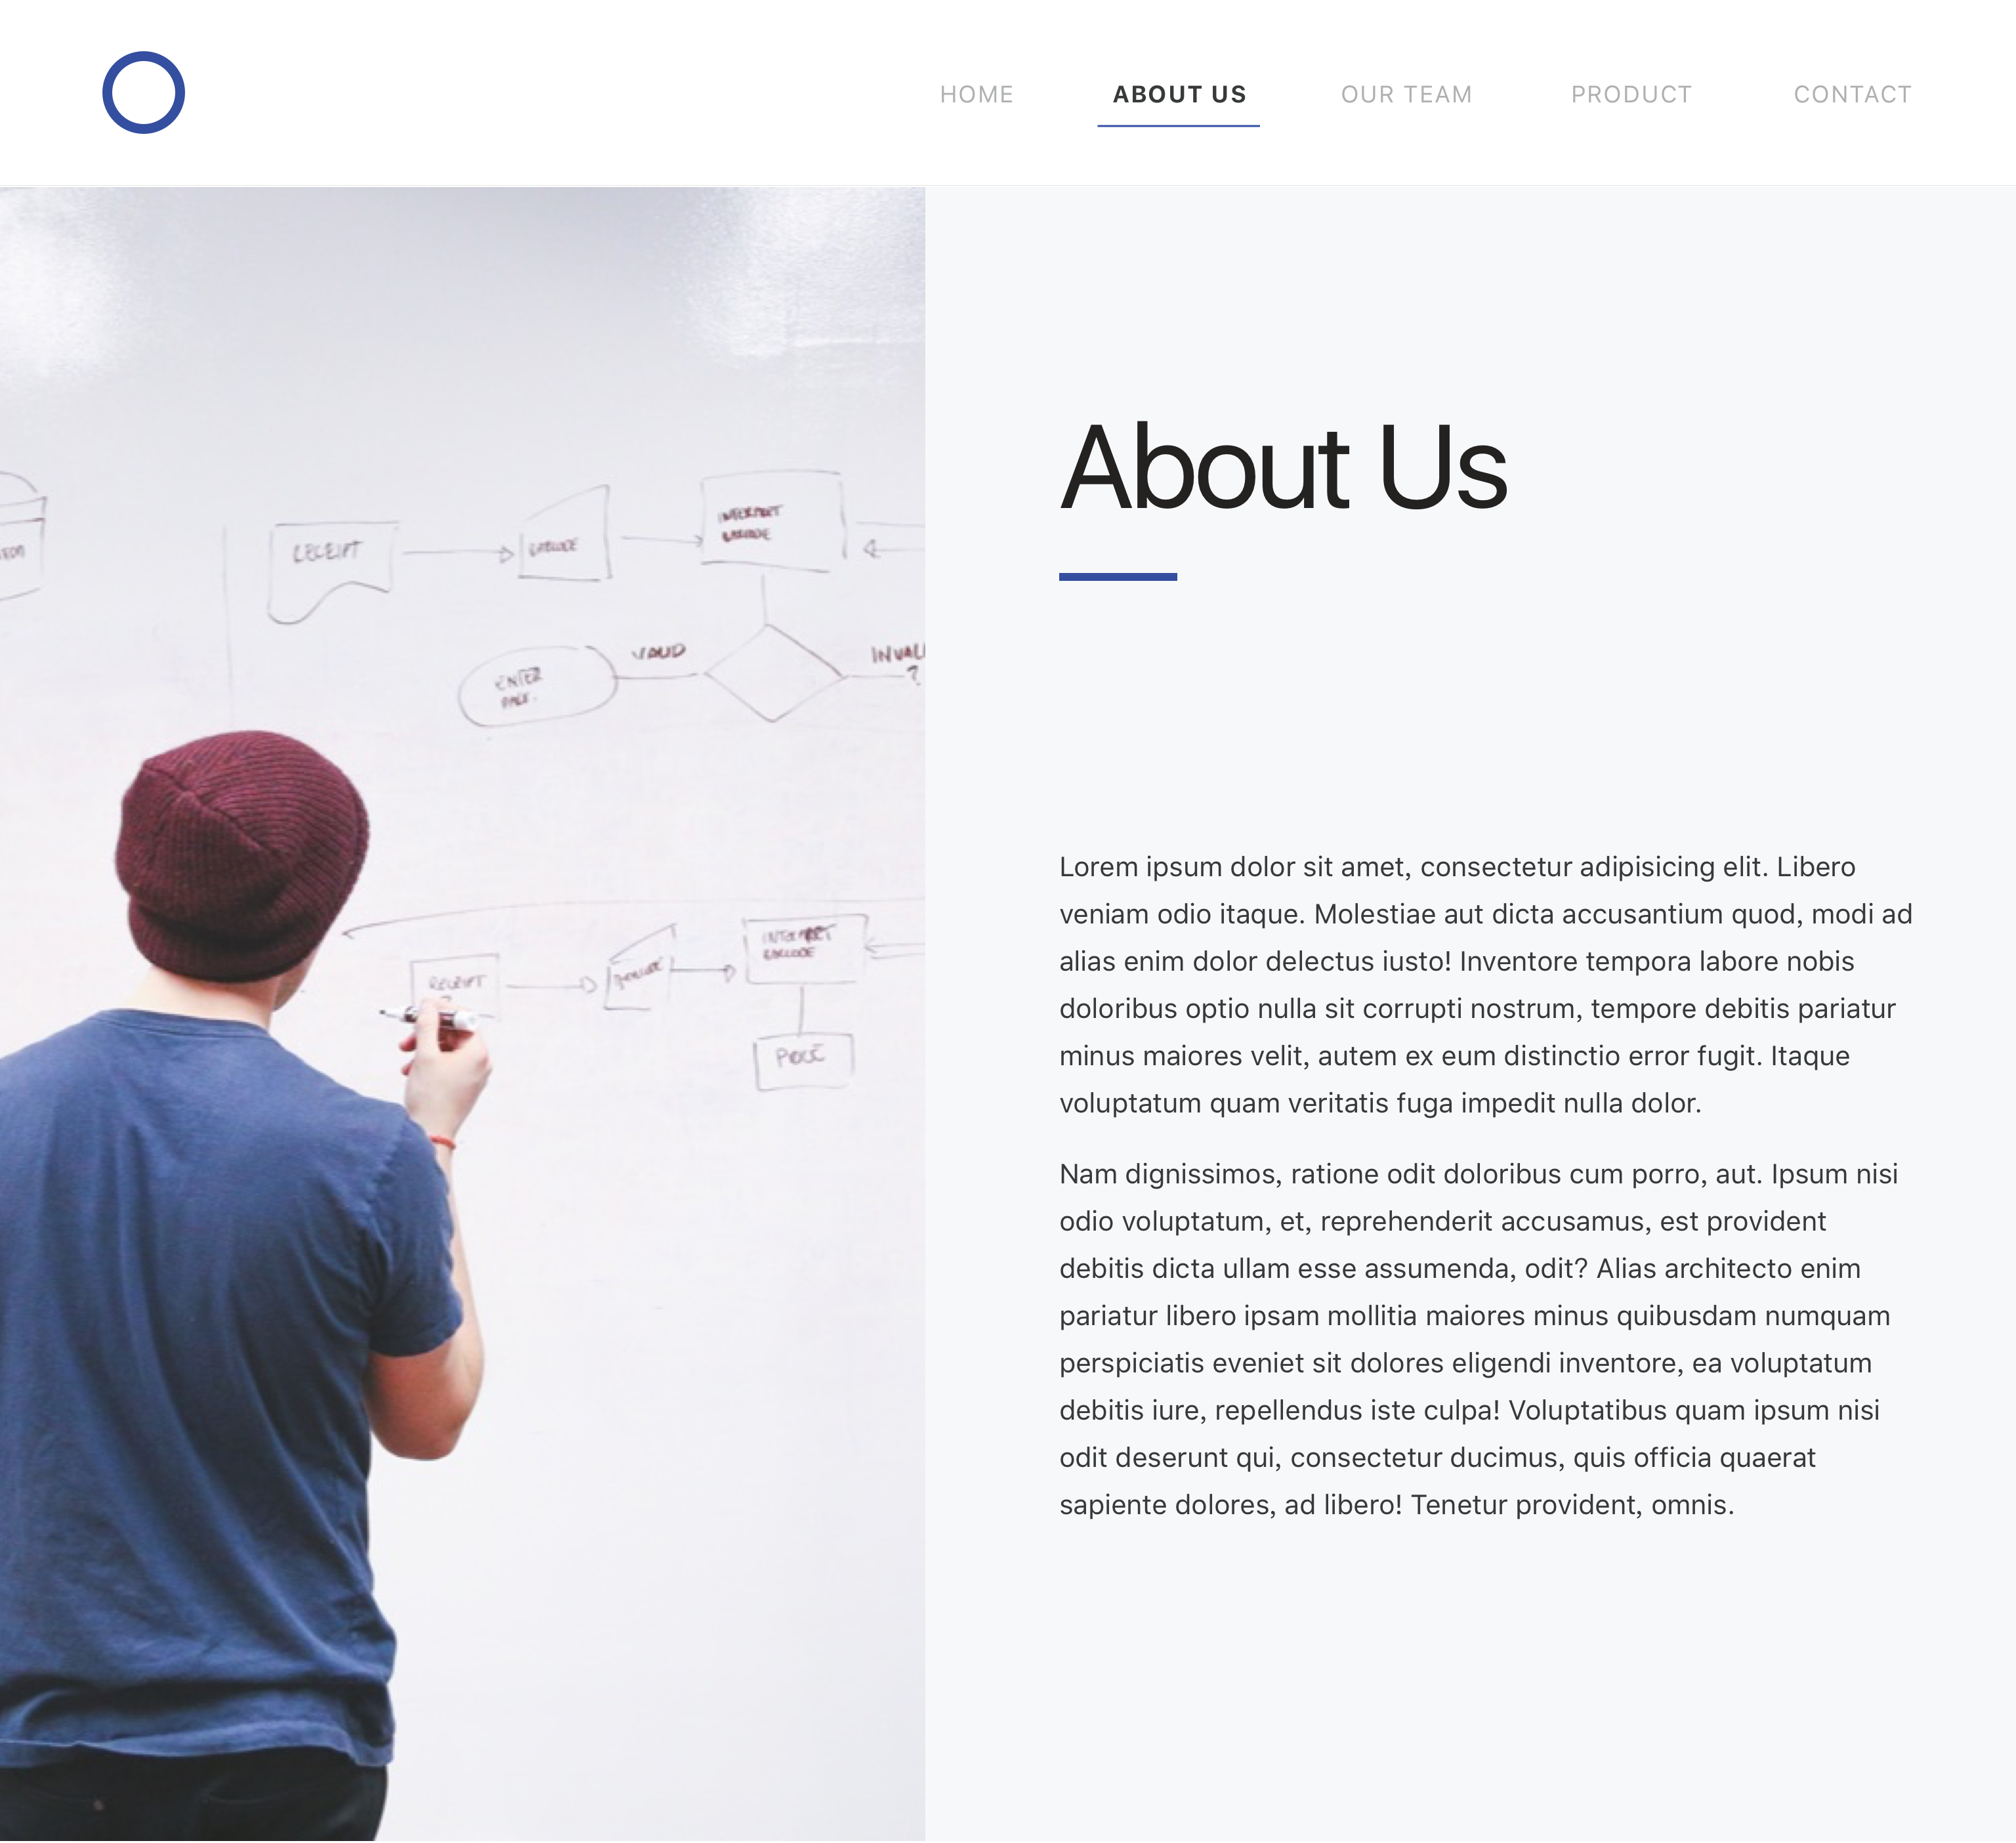 HOME ABOUT US OUR TEAM PRODUCT CONTACT
RECEIPT
INTERPRET
BARCODE
VALID
INVALI
?
ENTER
About Us
INTERPRET
BARCODE
RECEIPT
?
BARCODE
PRICE
Lorem ipsum dolor sit amet, consectetur adipisicing elit. Libero
veniam odio itaque. Molestiae aut dicta accusantium quod, modi ad
alias enim dolor delectus iusto! Inventore tempora labore nobis
doloribus optio nulla sit corrupti nostrum, tempore debitis pariatur
minus maiores velit, autem ex eum distinctio error fugit. Itaque
voluptatum quam veritatis fuga impedit nulla dolor.
Nam dignissimos, ratione odit doloribus cum porro, aut. Ipsum nisi
odio voluptatum, et, reprehenderit accusamus, est provident
debitis dicta ullam esse assumenda, odit? Alias architecto enim
pariatur libero ipsam mollitia maiores minus quibusdam numquam
perspiciatis eveniet sit dolores eligendi inventore, ea voluptatum
debitis iure, repellendus iste culpa! Voluptatibus quam ipsum nisi
odit deserunt qui, consectetur ducimus, quis officia quaerat
sapiente dolores, ad libero! Tenetur provident, omnis.